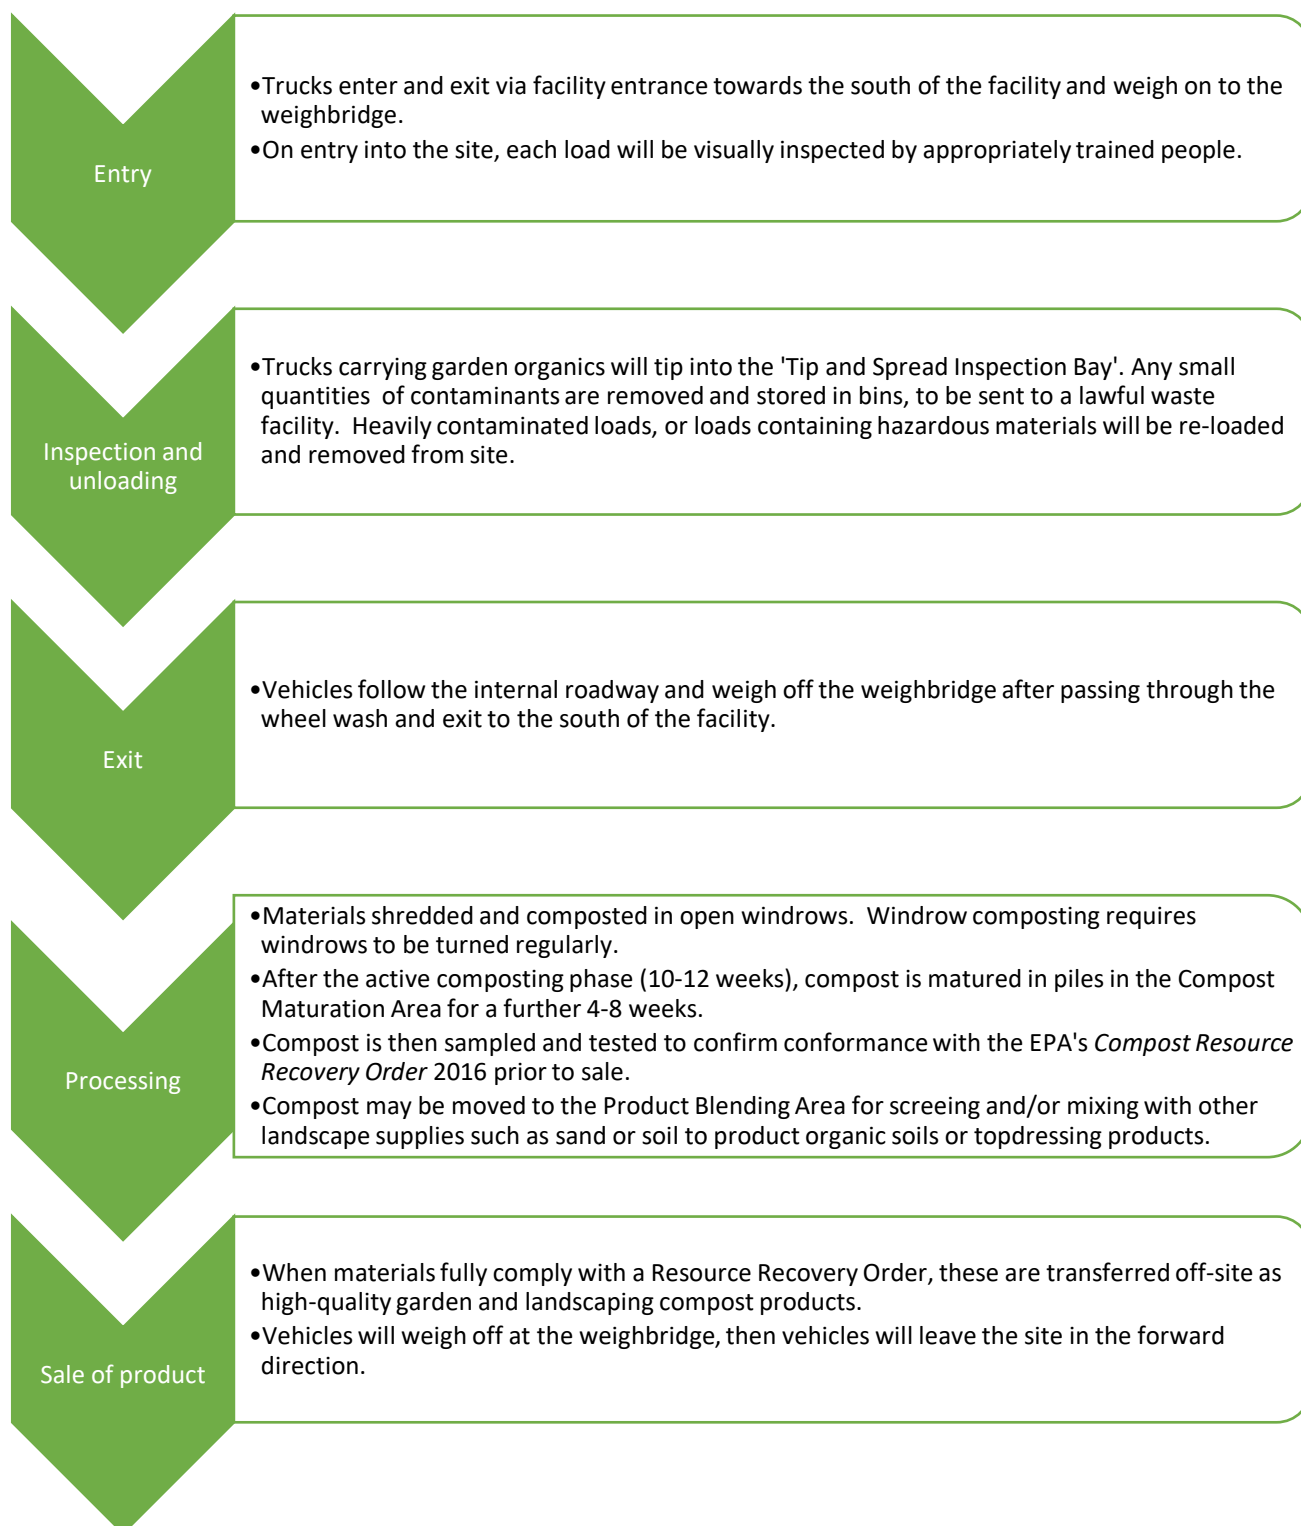 Entry
•Trucks enter and exit via facility entrance towards the south of the facility and weigh on to the
weighbridge.
•On entry into the site, each load will be visually inspected by appropriately trained people.
Inspection and
unloading
•Trucks carrying garden organics will tip into the 'Tip and Spread Inspection Bay'. Any small
quantities of contaminants are removed and stored in bins, to be sent to a lawful waste
facility. Heavily contaminated loads, or loads containing hazardous materials will be re-loaded
and removed from site.
Exit
•Vehicles follow the internal roadway and weigh off the weighbridge after passing through the
wheel wash and exit to the south of the facility.
Processing
•Materials shredded and composted in open windrows. Windrow composting requires
windrows to be turned regularly.
•After the active composting phase (10-12 weeks), compost is matured in piles in the Compost
Maturation Area for a further 4-8 weeks.
•Compost is then sampled and tested to confirm conformance with the EPA's Compost Resource
Recovery Order 2016 prior to sale.
•Compost may be moved to the Product Blending Area for screeing and/or mixing with other
landscape supplies such as sand or soil to product organic soils or topdressing products.
Sale of product
•When materials fully comply with a Resource Recovery Order, these are transferred off-site as
high-quality garden and landscaping compost products.
•Vehicles will weigh off at the weighbridge, then vehicles will leave the site in the forward
direction.